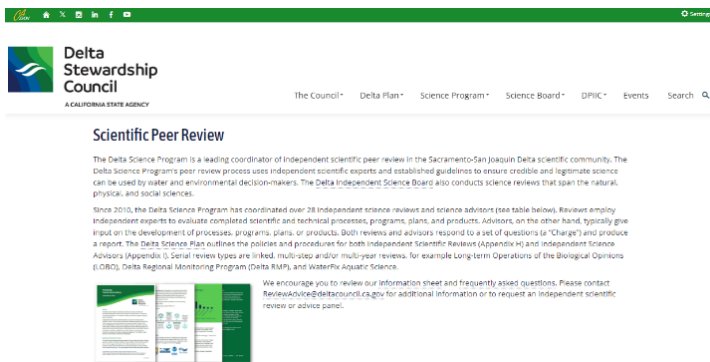 CA
.GOV
Settings
Delta
Stewardship
Council
A CALIFORNIA STATE AGENCY
The Council Delta Plan Science Program Science Board DPIIC Events Search
Scientific Peer Review
The Delta Science Program is a leading coordinator of independent scientific peer review in the Sacramento-San Joaquin Delta scientific community. The
Delta Science Program's peer review process uses independent scientific experts and established guidelines to ensure credible and legitimate science
can be used by water and environmental decision-makers. The Delta Independent Science Board also conducts science reviews that span the natural,
physical, and social sciences.
Since 2010, the Delta Science Program has coordinated over 28 independent science reviews and science advisors (see table below). Reviews employ
independent experts to evaluate completed scientific and technical processes, programs, plans, and products. Advisors, on the other hand, typically give
input on the development of processes, programs, plans, or products. Both reviews and advisors respond to a set of questions (a "Charge") and produce
a report. The Delta Science Plan outlines the policies and procedures for both Independent Scientific Reviews (Appendix H) and Independent Science
Advisors (Appendix I). Serial review types are linked, multi-step and/or multi-year reviews, for example Long-term Operations of the Biological Opinions
(LOBO), Delta Regional Monitoring Program (Delta RMP), and WaterFix Aquatic Science.
We encourage you to review our information sheet and frequently asked questions. Please contact
ReviewAdvice@deltacouncil.ca.gov for additional information or to request an independent scientific
review or advice panel.